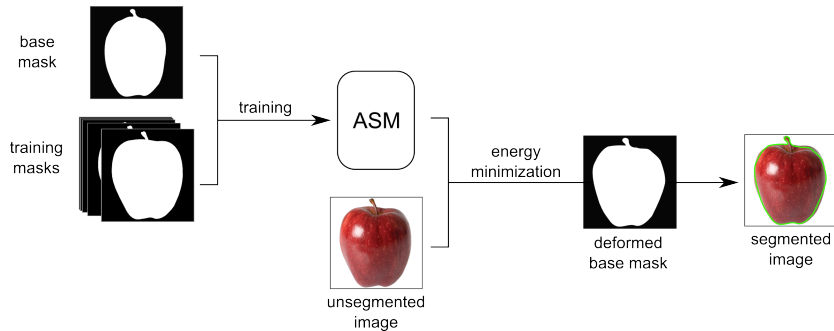 base
mask
training
masks
training
ASM
unsegmented
image
energy
minimization
deformed
base mask
segmented
image